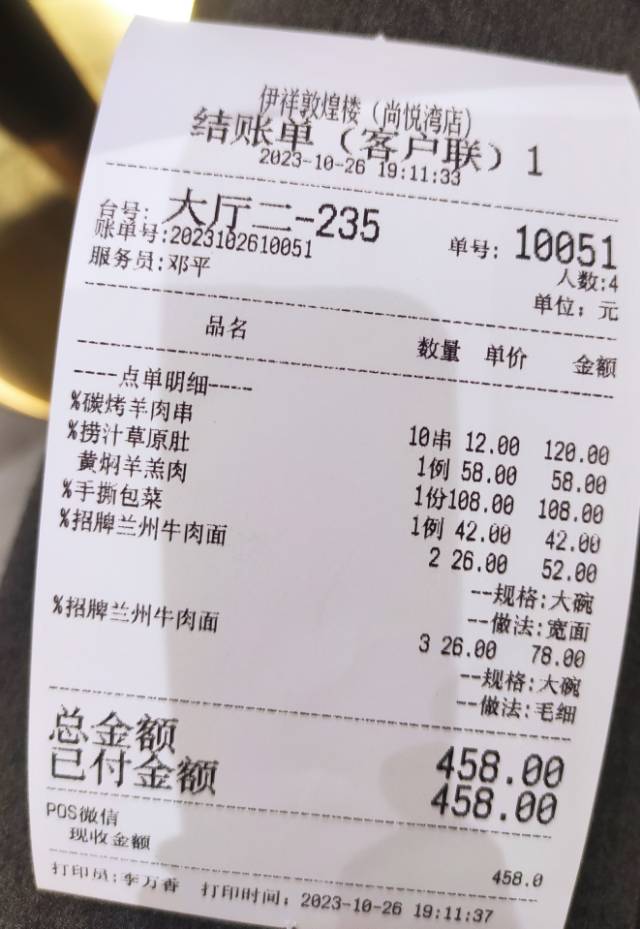 伊祥敦煌楼（尚悦湾店）
结账单（客户联）1
2023-10-26 19:11:33
台号: 大厅二-235
账单号:2023102610051 单号: 10051
服务员:邓平 人数:4
单位: 元
品名 数量 单价 金额
-----点单明细-----
%碳烤羊肉串
10串 12.00 120.00
%捞汁草原肚
1例 58.00 58.00
黄焖羊羔肉
1份108.00 108.00
%手撕包菜
1例 42.00 42.00
%招牌兰州牛肉面
2 26.00 52.00
--规格:大碗
--做法:宽面
%招牌兰州牛肉面
3 26.00 78.00
--规格:大碗
--做法:毛细
总金额 458.00
已付金额 458.00
POS微信
现收金额 458.0
打印员:李万香 打印时间: 2023-10-26 19:11:37